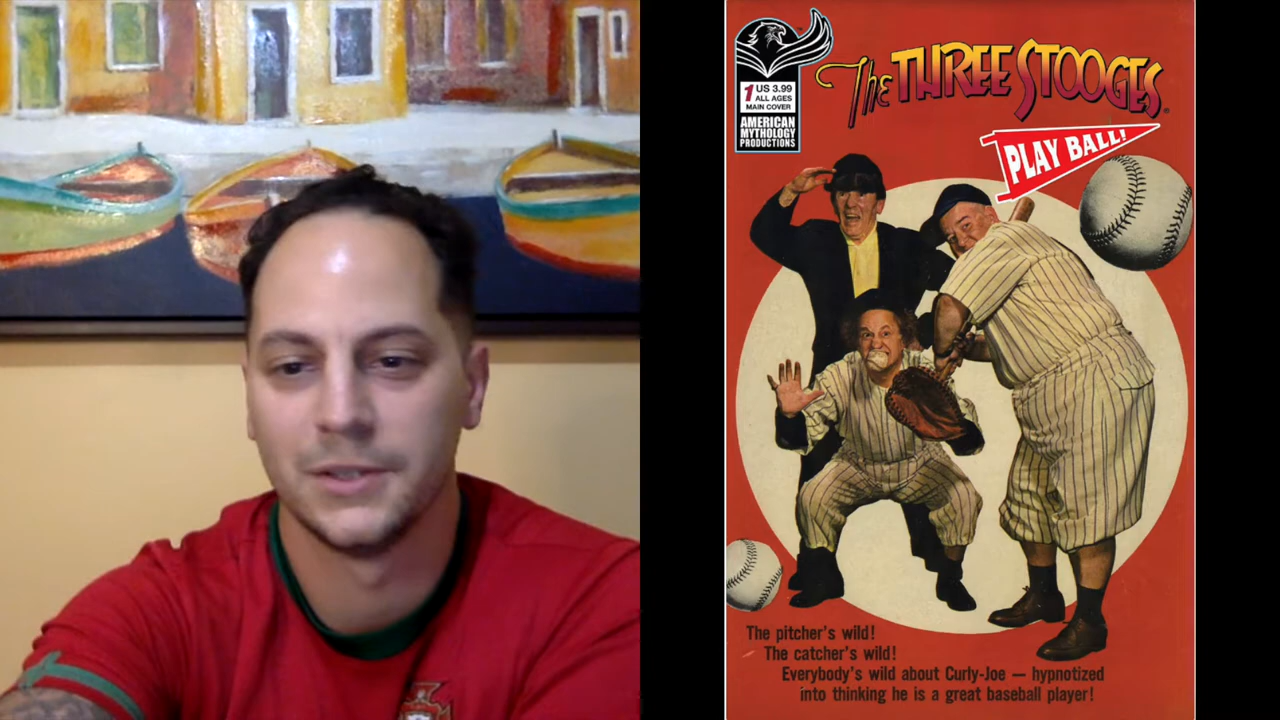 1 US 3.99
ALL AGES
MAIN COVER
AMERICAN
MYTHOLOGY
PRODUCTIONS
The THREE STOOGES
PLAY BALL!
The pitcher's wild!
The catcher's wild!
Everybody's wild about Curly-Joe — hypnotized
into thinking he is a great baseball player!